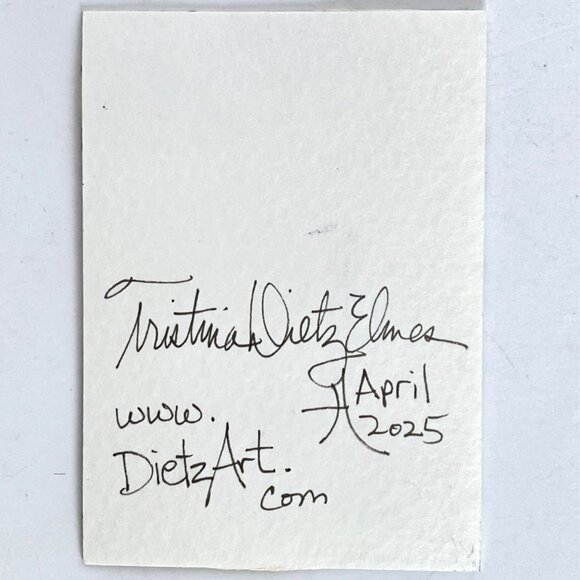 Tristina Dietz Elmes
April
2025
www.
DietzArt.
com